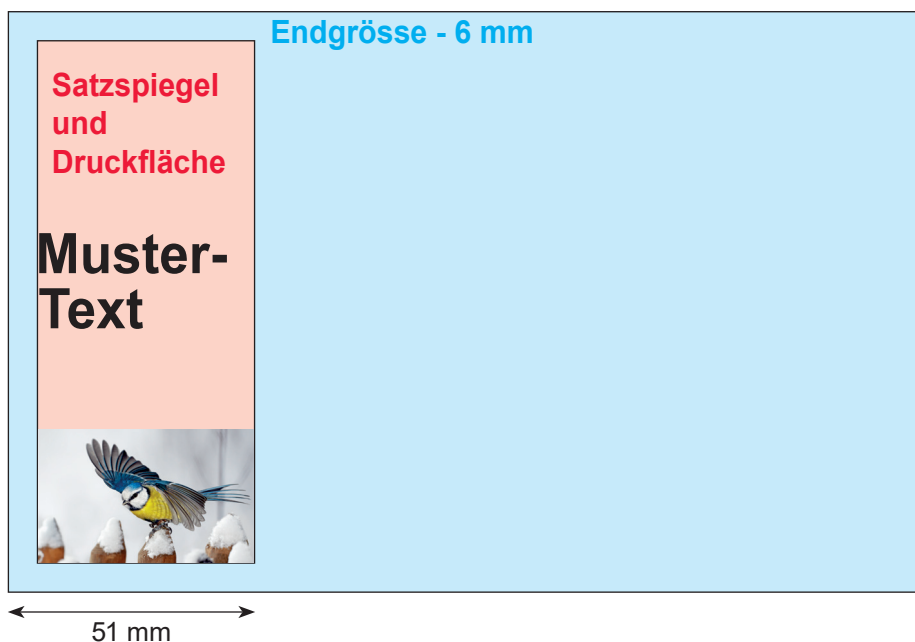 Endgrösse - 6 mm
Satzspiegel
und
Druckfläche
Muster-
Text
51 mm